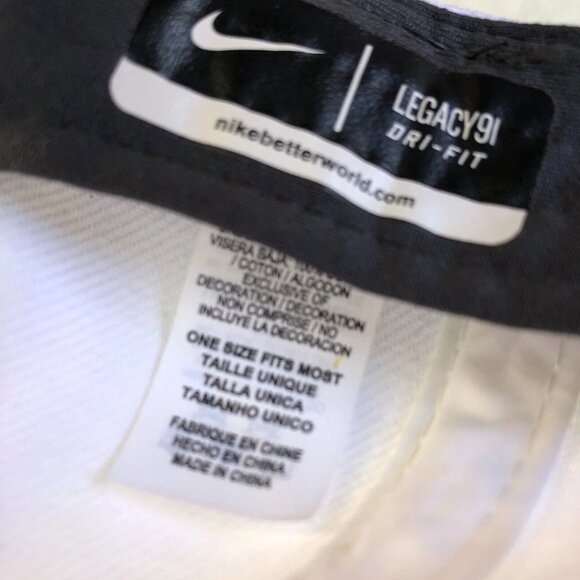 LEGACY91
DRI-FIT
nikebetterworld.com
VISERA BAJA, 100%
/ COTON / ALGODON
EXCLUSIVE OF
DECORATION / DECORATION
NON COMPRISE / NO
INCLUYE LA DECORACION
ONE SIZE FITS MOST
TAILLE UNIQUE
TALLA UNICA
TAMANHO UNICO
FABRIQUE EN CHINE
HECHO EN CHINA
MADE IN CHINA